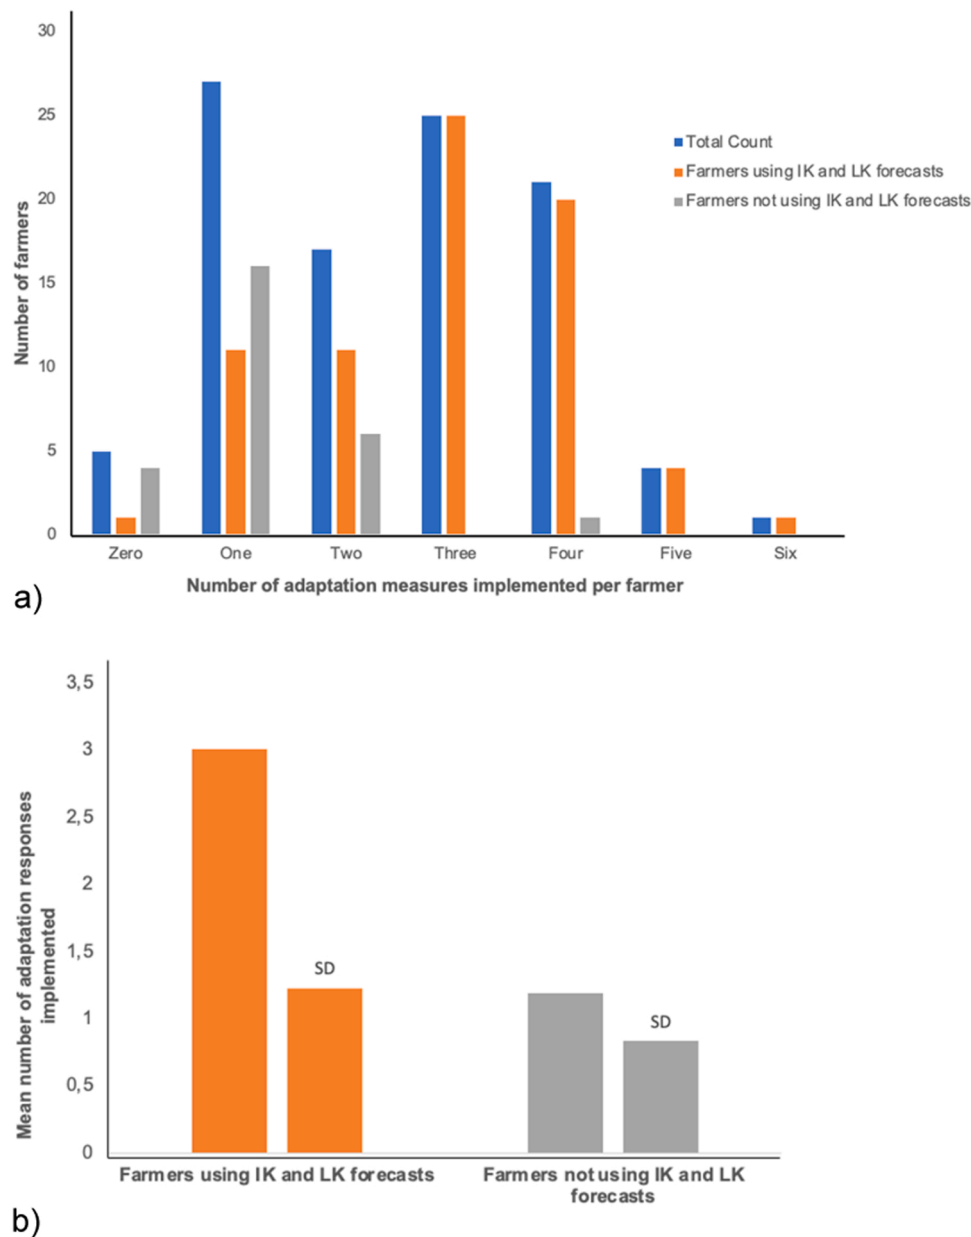 30
25
20
15
10
5
0
Number of farmers
Total Count
Farmers using IK and LK forecasts
Farmers not using IK and LK forecasts
Zero One Two Three Four Five Six
Number of adaptation measures implemented per farmer
a)
3,5
3
2,5
2
1,5
1
0,5
0
Mean number of adaptation responses
implemented
SD
SD
Farmers using IK and LK forecasts
Farmers not using IK and LK
forecasts
b)